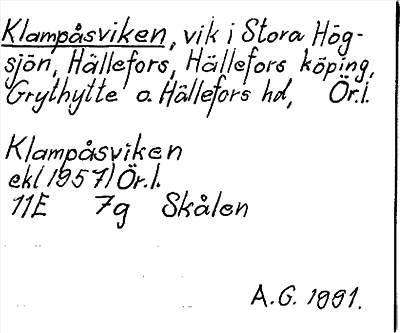 Klampåsviken, vik i Stora Hög-
sjön, Hällefors, Hällefors köping,
Grythytte o. Hällefors hd, Ör.l.
Klampåsviken
ekl 1957 Ör.l.
11E 7g Skålen
A.G. 1991.